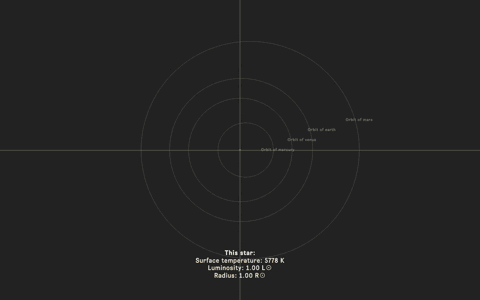 Orbit of mars
Orbit of earth
Orbit of venus
Orbit of mercury
This star:
Surface temperature: 5778 K
Luminosity: 1.00 L☉
Radius: 1.00 R☉